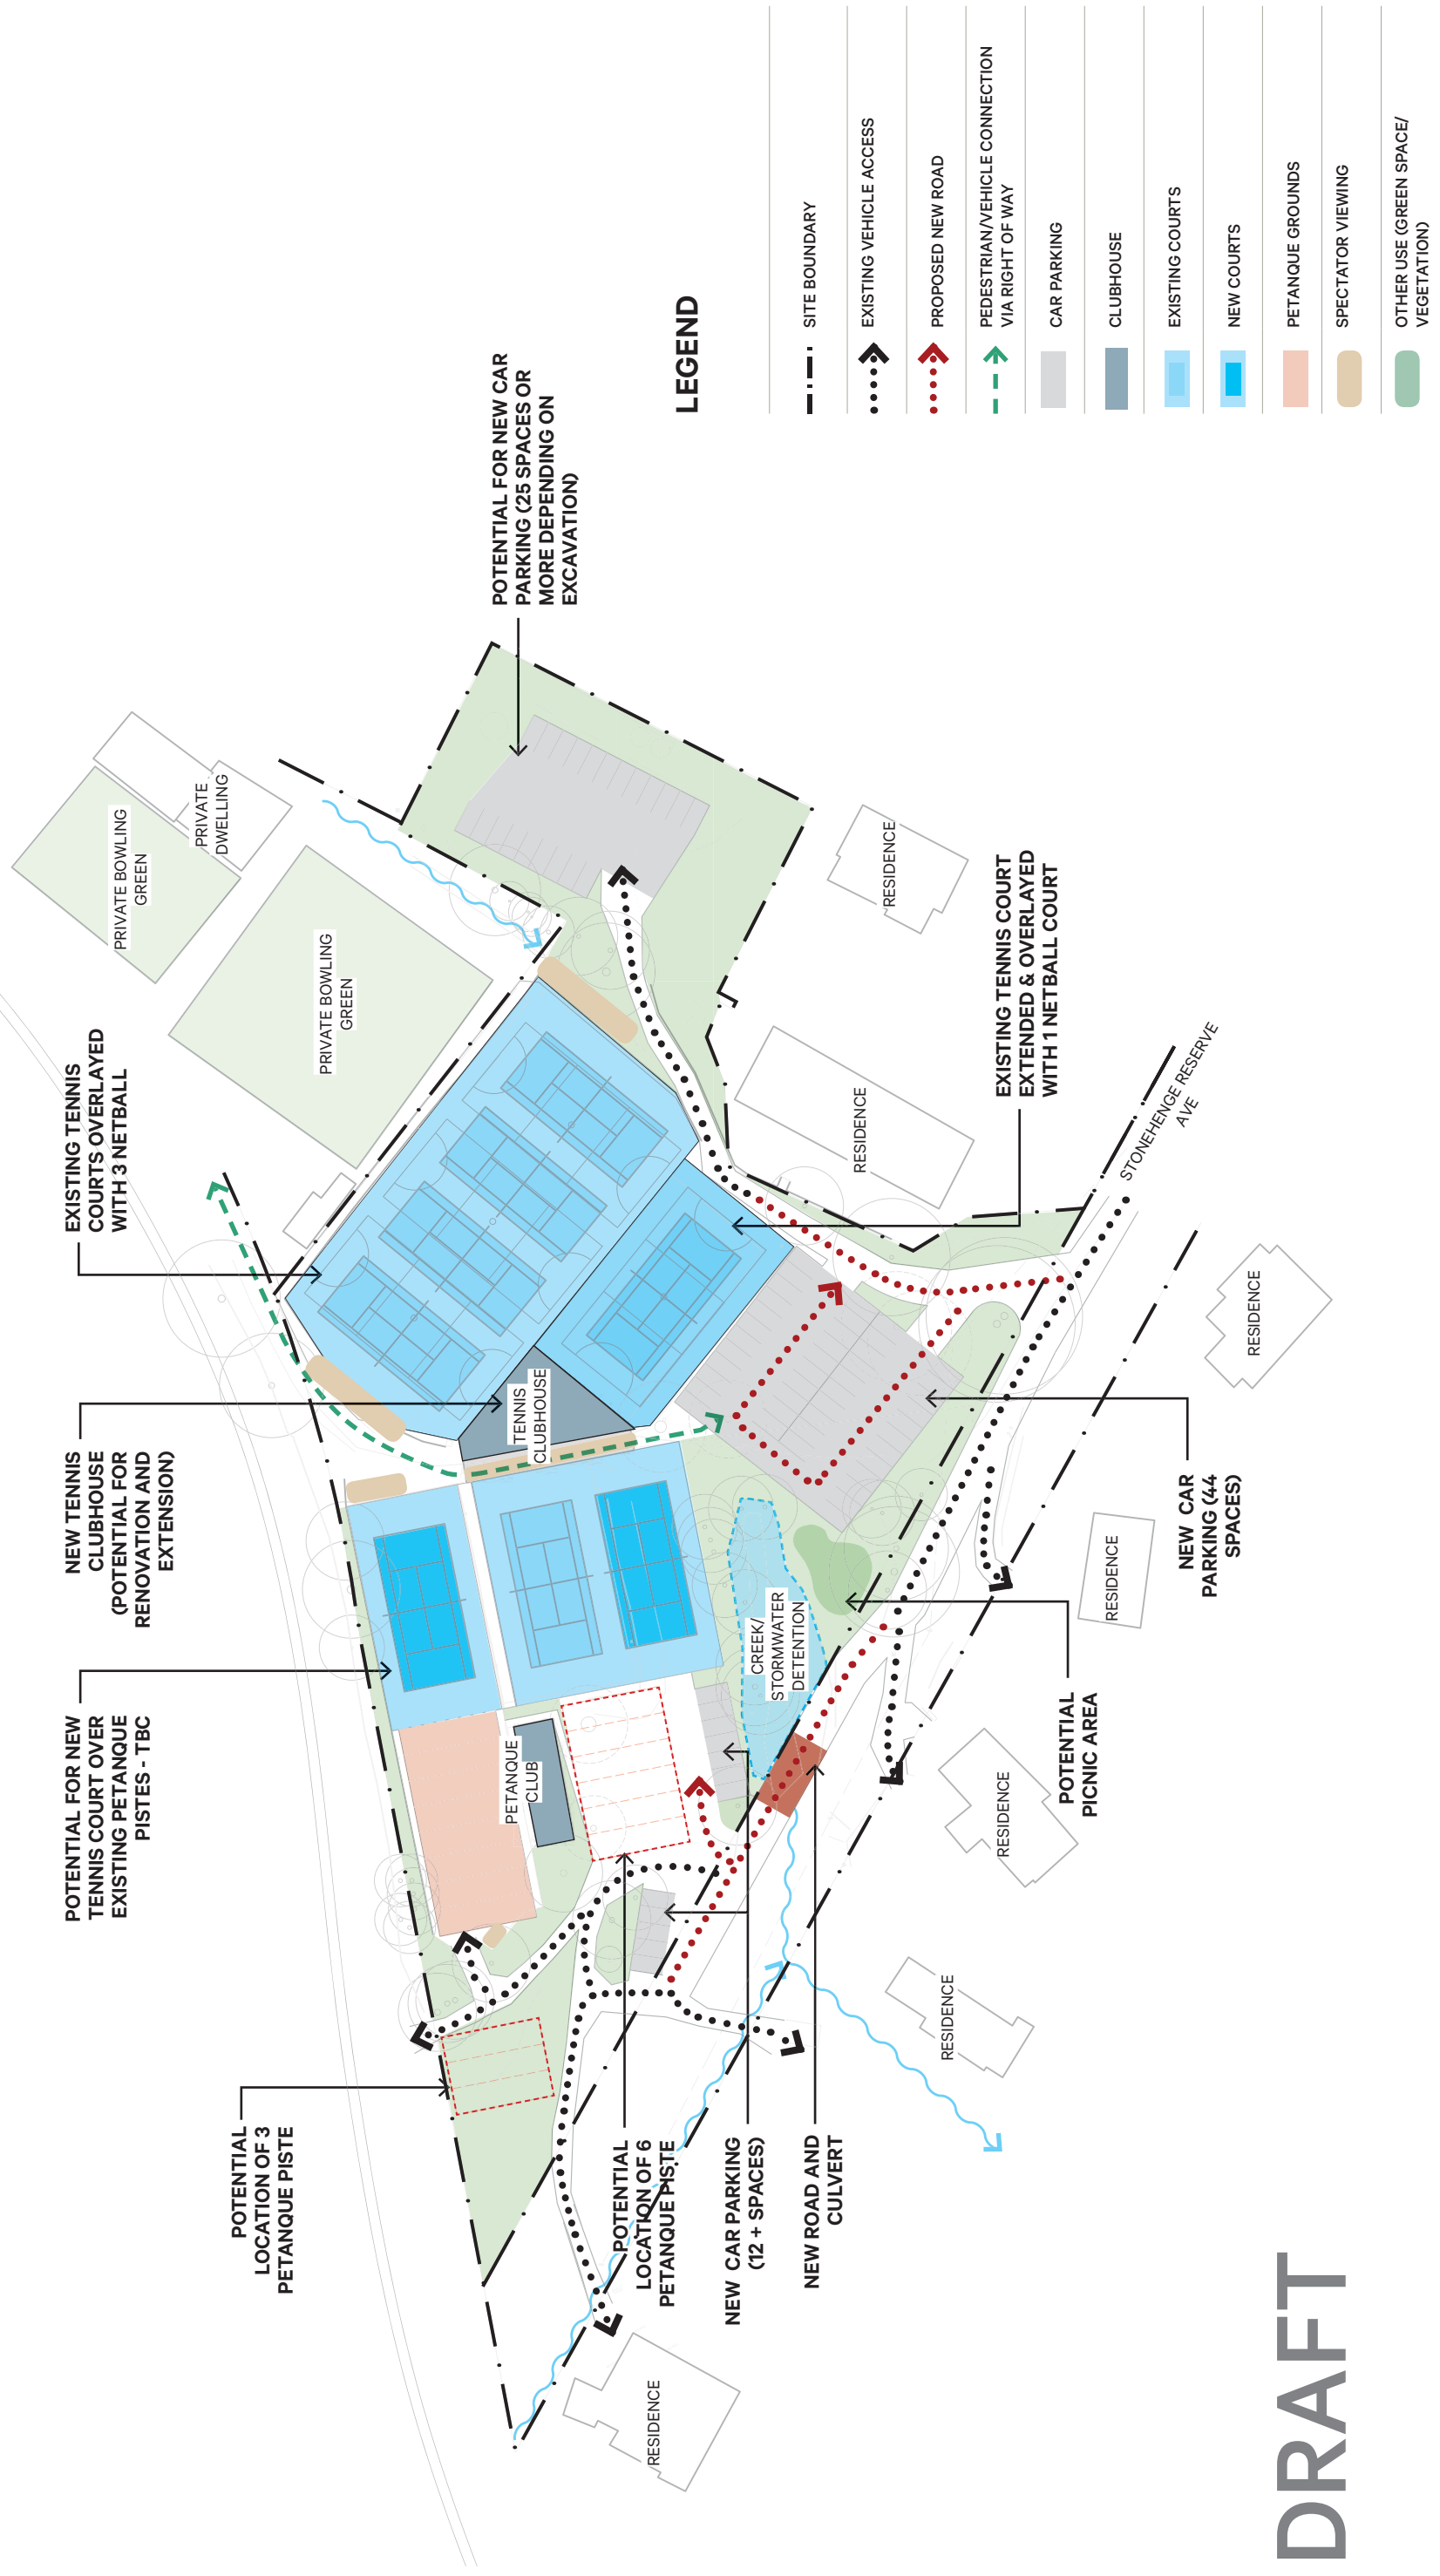 EXISTING TENNIS
COURTS OVERLAYED
WITH 3 NETBALL
NEW TENNIS
CLUBHOUSE
(POTENTIAL FOR
RENOVATION AND
EXTENSION)
POTENTIAL FOR NEW
TENNIS COURT OVER
EXISTING PETANQUE
PISTES - TBC
POTENTIAL
LOCATION OF 3
PETANQUE PISTE
POTENTIAL
LOCATION OF 6
PETANQUE PISTE
NEW CAR PARKING
(12 + SPACES)
NEW ROAD AND
CULVERT
POTENTIAL
PICNIC AREA
NEW CAR
PARKING (44
SPACES)
EXISTING TENNIS COURT
EXTENDED & OVERLAYED
WITH 1 NETBALL COURT
POTENTIAL FOR NEW CAR
PARKING (25 SPACES OR
MORE DEPENDING ON
EXCAVATION)
PRIVATE BOWLING
GREEN
PRIVATE
DWELLING
PRIVATE BOWLING
GREEN
TENNIS
CLUBHOUSE
PETANQUE
CLUB
CREEK/
STORMWATER
DETENTION
STONEHENGE RESERVE
AVE
RESIDENCE
RESIDENCE
RESIDENCE
RESIDENCE
RESIDENCE
RESIDENCE
RESIDENCE
LEGEND
SITE BOUNDARY
EXISTING VEHICLE ACCESS
PROPOSED NEW ROAD
PEDESTRIAN/VEHICLE CONNECTION
VIA RIGHT OF WAY
CAR PARKING
CLUBHOUSE
EXISTING COURTS
NEW COURTS
PETANQUE GROUNDS
SPECTATOR VIEWING
OTHER USE (GREEN SPACE/
VEGETATION)
DRAFT